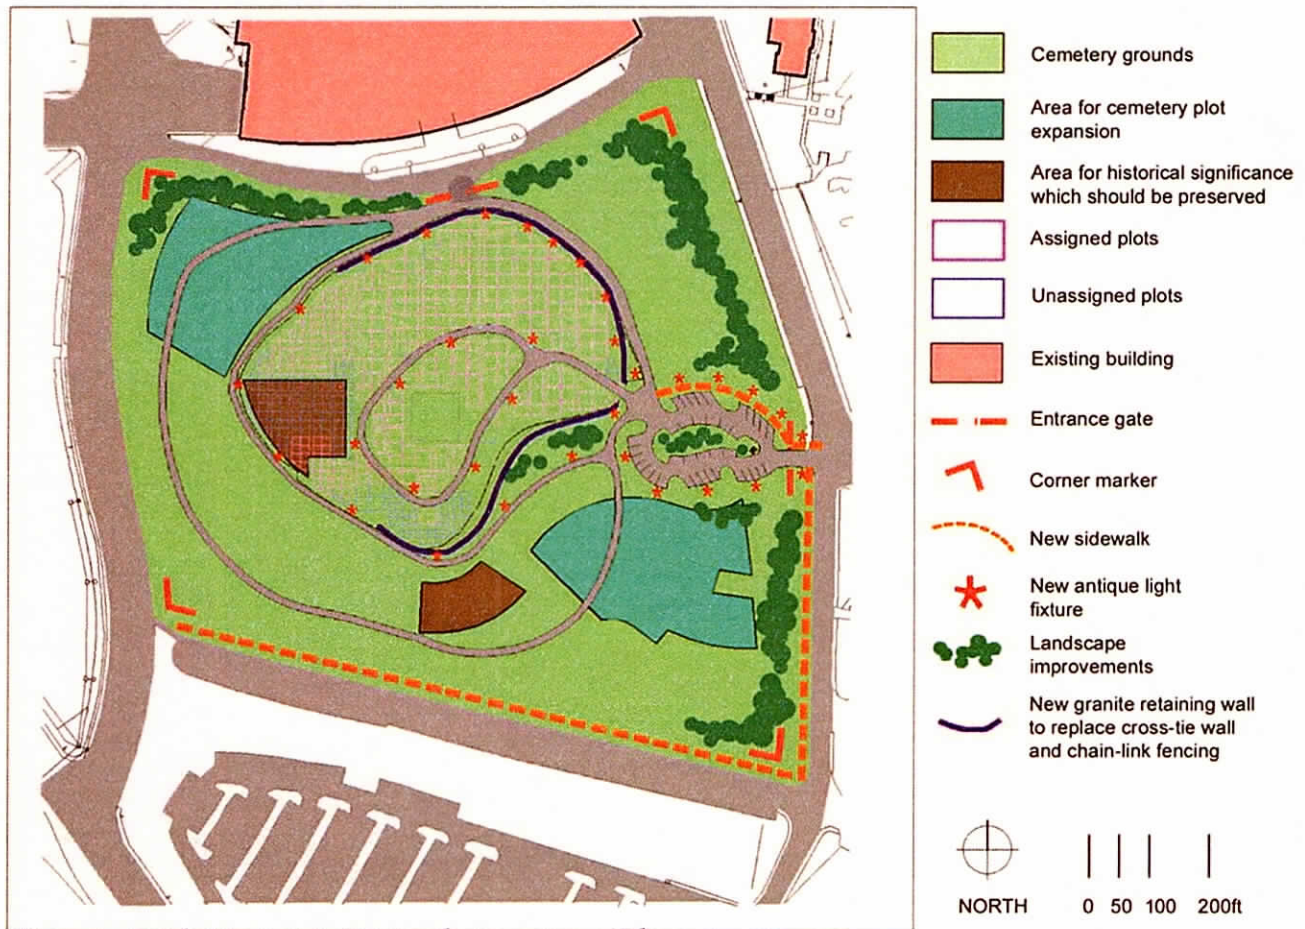 Cemetery grounds
Area for cemetery plot
expansion
Area for historical significance
which should be preserved
Assigned plots
Unassigned plots
Existing building
Entrance gate
Corner marker
New sidewalk
New antique light
fixture
Landscape
improvements
New granite retaining wall
to replace cross-tie wall
and chain-link fencing
NORTH
0 50 100 200ft